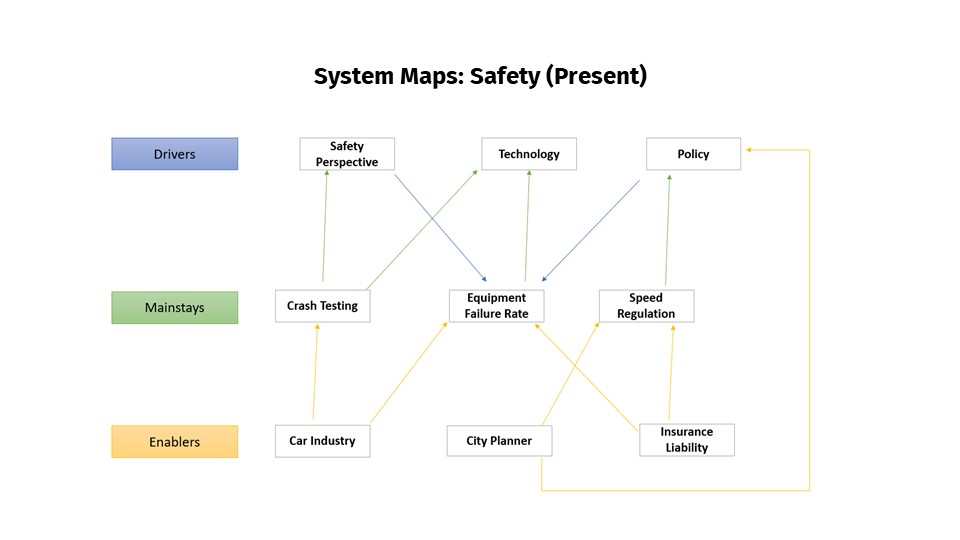 System Maps: Safety (Present)
Drivers
Safety
Perspective
Technology
Policy
Mainstays
Crash Testing
Equipment
Failure Rate
Speed
Regulation
Enablers
Car Industry
City Planner
Insurance
Liability